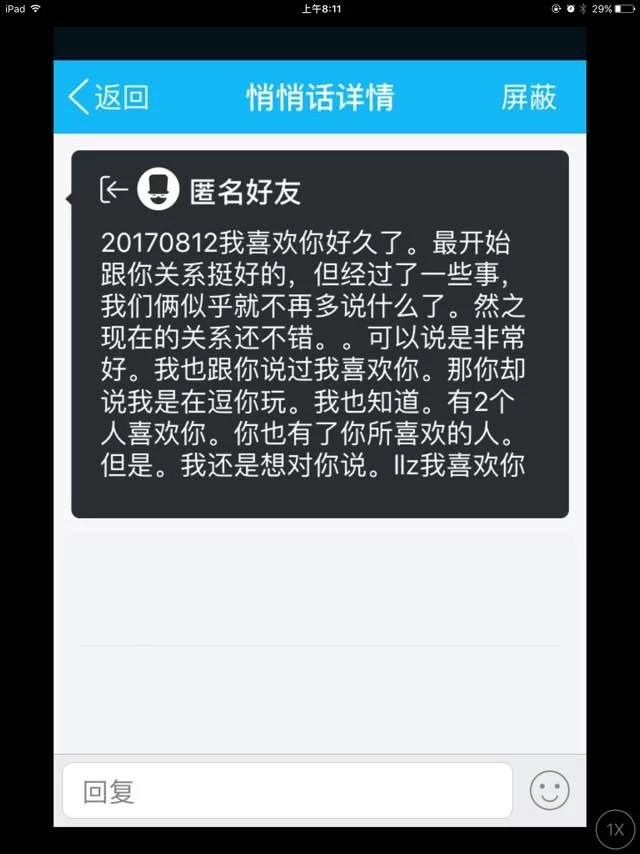 iPad 上午8:11 29%
返回 悄悄话详情 屏蔽
匿名好友
20170812我喜欢你好久了。最开始
跟你关系挺好的，但经过了一些事，
我们俩似乎就不再多说什么了。然之
现在的关系还不错。。可以说是非常
好。我也跟你说过我喜欢你。那你却
说我是在逗你玩。我也知道。有2个
人喜欢你。你也有了你所喜欢的人。
但是。我还是想对你说。llz我喜欢你
回复
1X